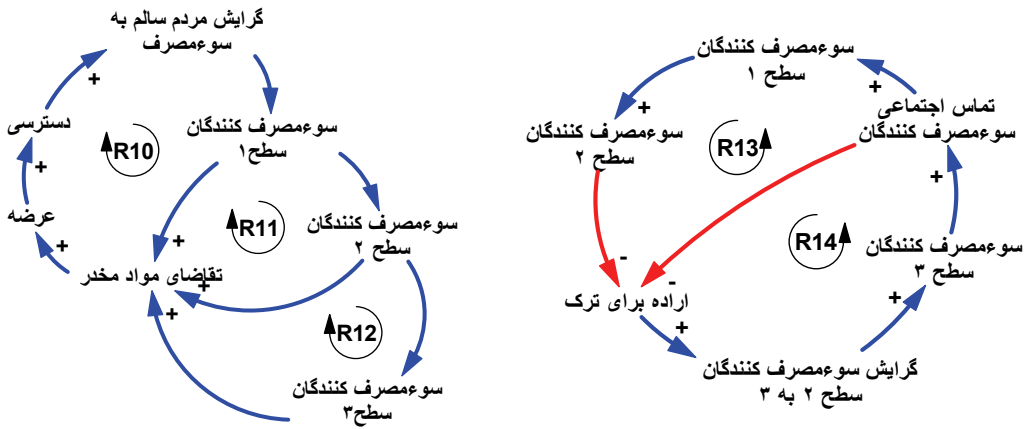 گرایش مردم سالم به
سوءمصرف
+
دسترسی
R10
سوءمصرف کنندگان
سطح۱
+
عرضه
R11
سوءمصرف کنندگان
سطح ۲
+
+
تقاضای مواد مخدر
+
+
R12
سوءمصرف کنندگان
سطح۳
سوءمصرف کنندگان
سطح ۱
+
تماس اجتماعی
سوءمصرف کنندگان
+
سوءمصرف کنندگان
سطح ۲
R13
+
R14
سوءمصرف کنندگان
سطح ۳
-
-
اراده برای ترک
+
+
گرایش سوءمصرف کنندگان
سطح ۲ به ۳